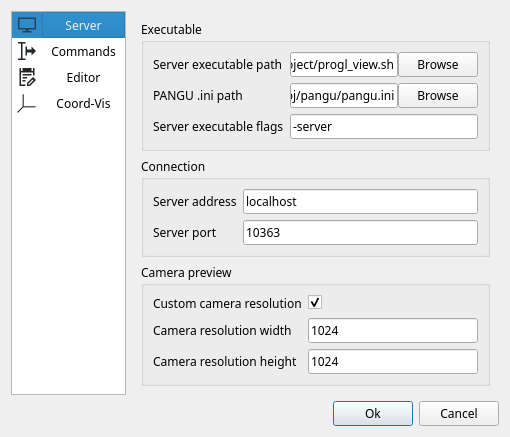 Server
Commands
Editor
Coord-Vis
Executable
Server executable path ject/progl_view.sh Browse
PANGU .ini path j/pangu/pangu.ini Browse
Server executable flags -server
Connection
Server address localhost
Server port 10363
Camera preview
Custom camera resolution
Camera resolution width 1024
Camera resolution height 1024
Ok Cancel